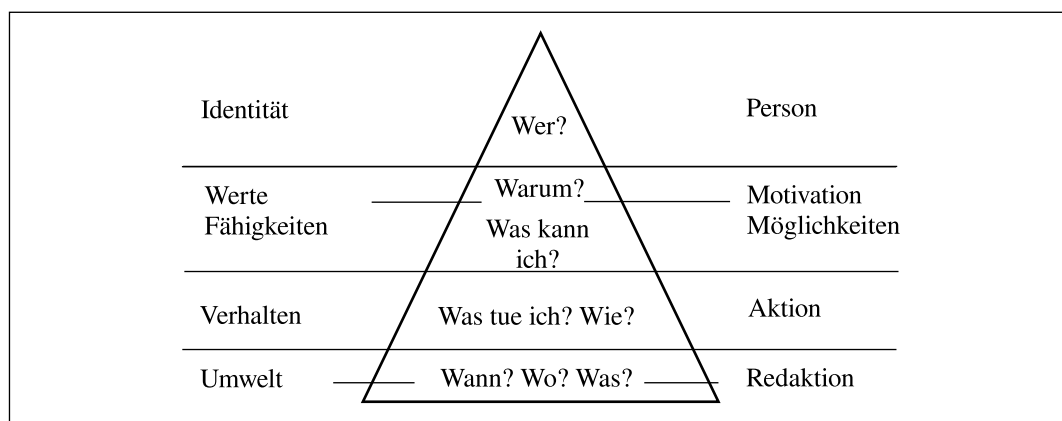 Identität
Wer?
Person
Werte
Warum?
Motivation
Fähigkeiten
Was kann
ich?
Möglichkeiten
Verhalten
Was tue ich? Wie?
Aktion
Umwelt
Wann? Wo? Was?
Redaktion